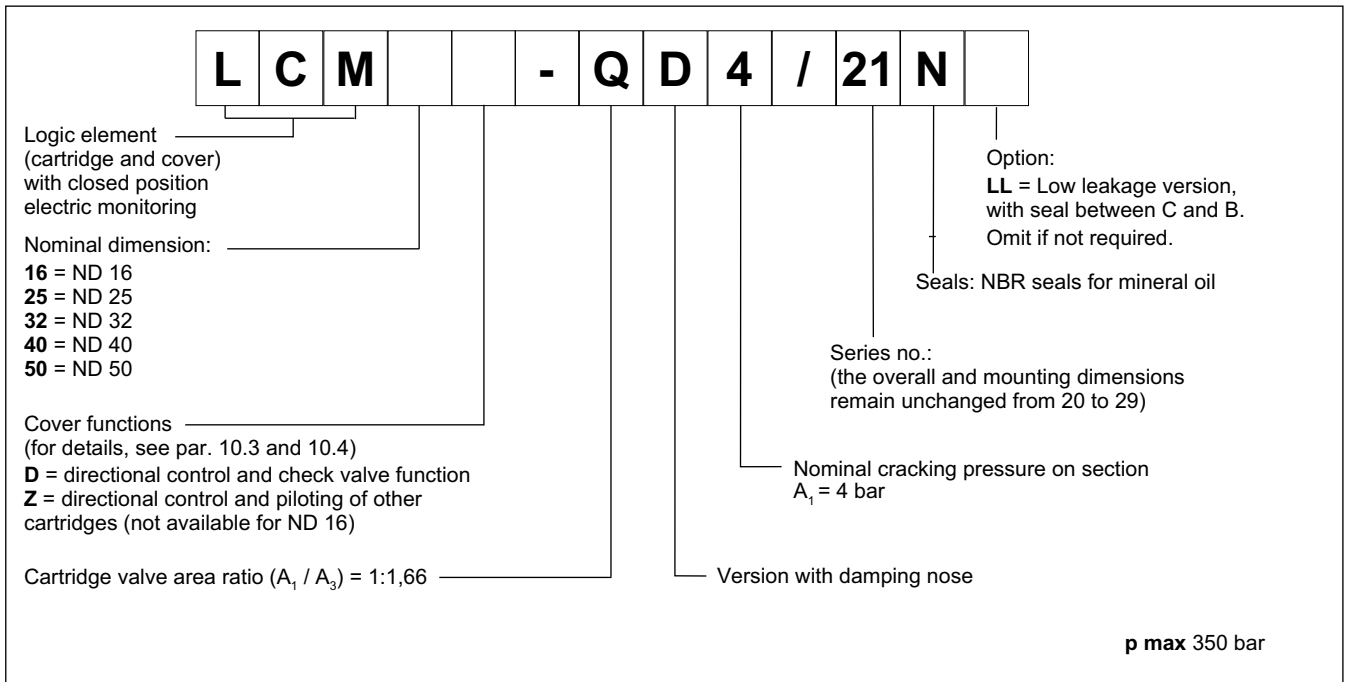 L C M - Q D 4 / 21 N
Logic element
(cartridge and cover)
with closed position
electric monitoring
Nominal dimension:
16 = ND 16
25 = ND 25
32 = ND 32
40 = ND 40
50 = ND 50
Cover functions
(for details, see par. 10.3 and 10.4)
D = directional control and check valve function
Z = directional control and piloting of other
cartridges (not available for ND 16)
Cartridge valve area ratio (A₁ / A₃) = 1:1,66
Option:
LL = Low leakage version,
with seal between C and B.
Omit if not required.
Seals: NBR seals for mineral oil
Series no.:
(the overall and mounting dimensions
remain unchanged from 20 to 29)
Nominal cracking pressure on section
A₁ = 4 bar
Version with damping nose
p max 350 bar